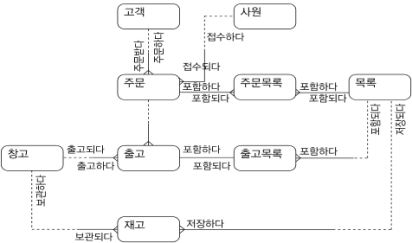 고객
사원
접수하다
주문받다
주문하다
접수되다
주문
포함하다
포함되다
주문목록
포함하다
포함되다
목록
포함되다
저장되다
창고
출고되다
출고하다
출고
포함하다
포함되다
출고목록
포함하다
보관하다
재고
저장하다
보관되다